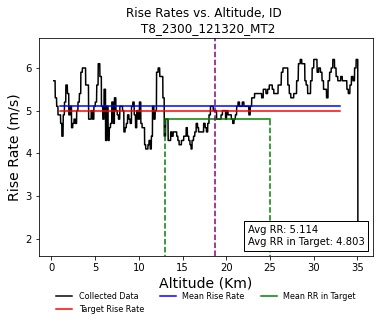 Rise Rates vs. Altitude, ID
T8_2300_121320_MT2
Rise Rate (m/s)
6
5
4
3
2
Avg RR: 5.114
Avg RR in Target: 4.803
0 5 10 15 20 25 30 35
Altitude (Km)
Collected Data Mean Rise Rate Mean RR in Target
Target Rise Rate